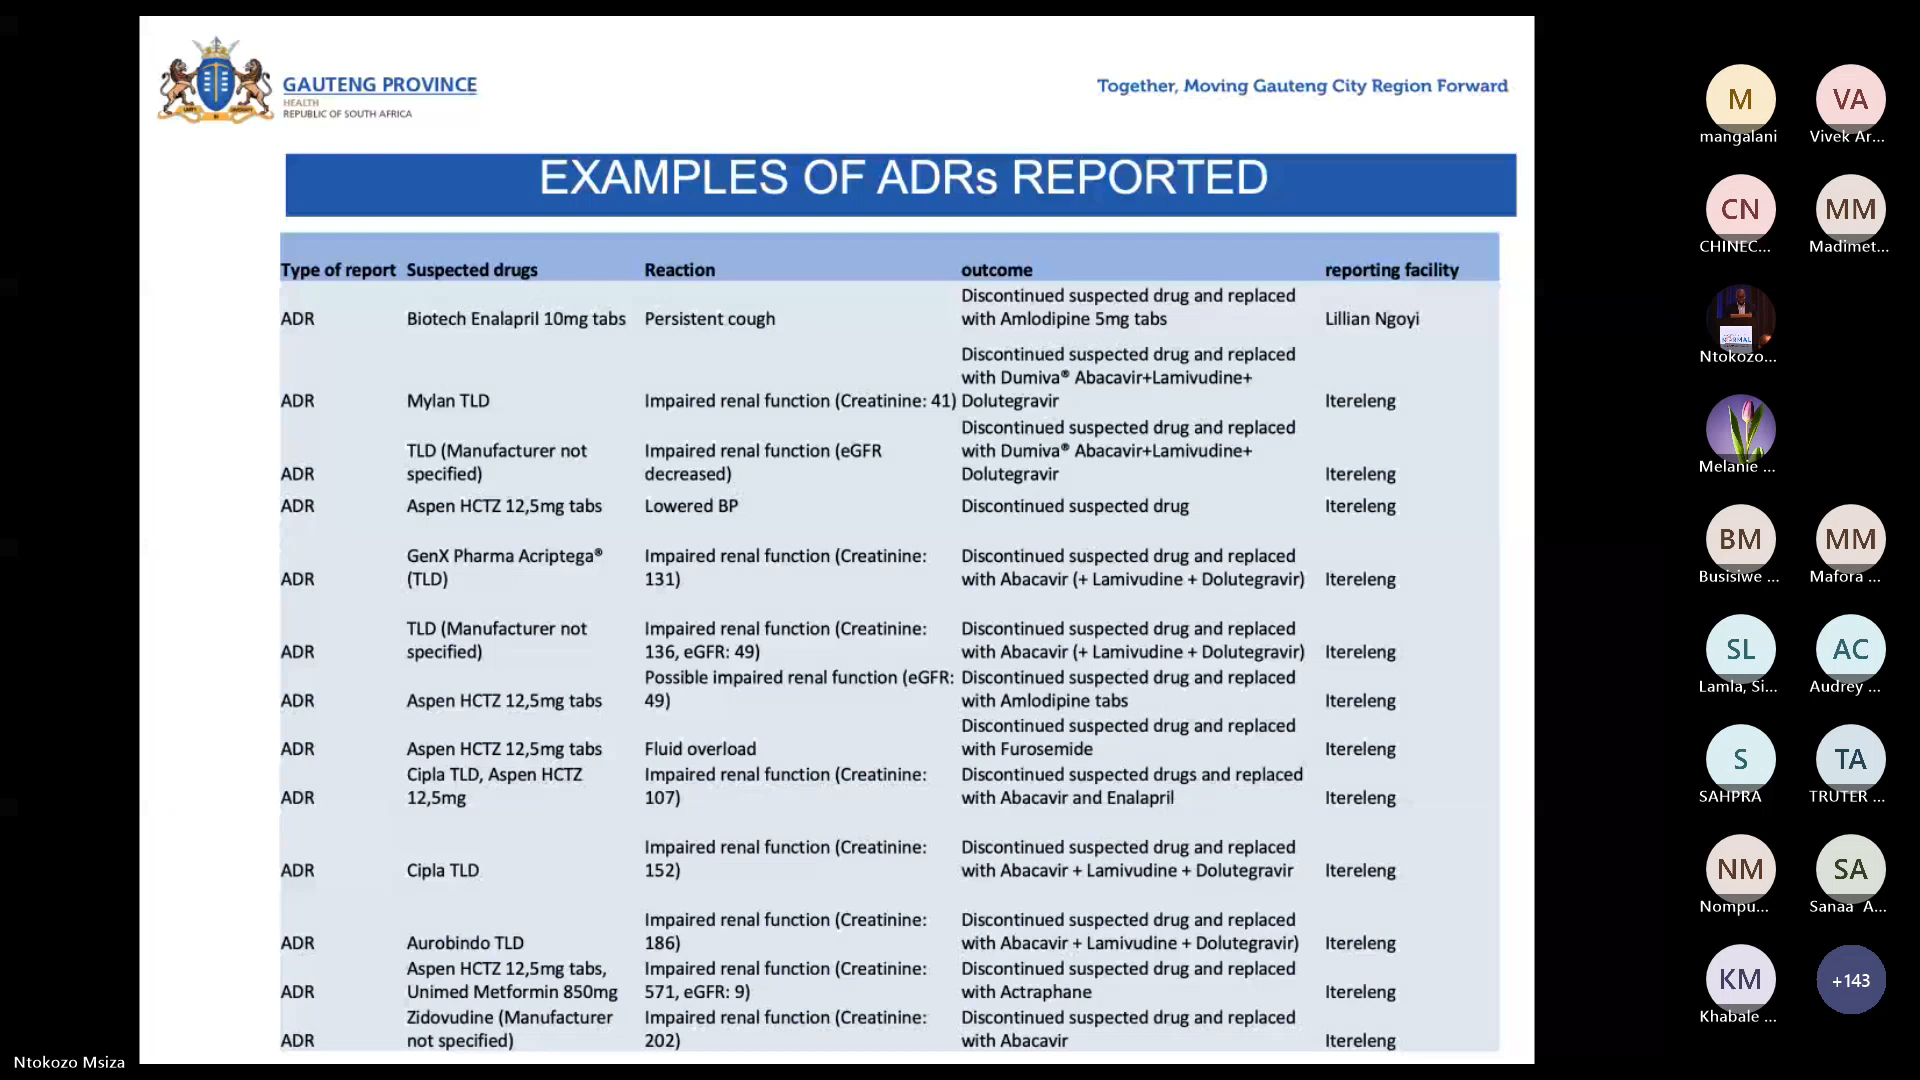 GAUTENG PROVINCE
HEALTH
REPUBLIC OF SOUTH AFRICA
Together, Moving Gauteng City Region Forward
EXAMPLES OF ADRs REPORTED
Type of report Suspected drugs Reaction outcome reporting facility
ADR Biotech Enalapril 10mg tabs Persistent cough Discontinued suspected drug and replaced
with Amlodipine 5mg tabs Lillian Ngoyi
ADR Mylan TLD Impaired renal function (Creatinine: 41) Discontinued suspected drug and replaced
with Dumiva® Abacavir+Lamivudine+
Dolutegravir Itereleng
ADR TLD (Manufacturer not
specified) Impaired renal function (eGFR
decreased) Discontinued suspected drug and replaced
with Dumiva® Abacavir+Lamivudine+
Dolutegravir Itereleng
ADR Aspen HCTZ 12,5mg tabs Lowered BP Discontinued suspected drug Itereleng
ADR GenX Pharma Acriptega®
(TLD) Impaired renal function (Creatinine:
131) Discontinued suspected drug and replaced
with Abacavir (+ Lamivudine + Dolutegravir) Itereleng
ADR TLD (Manufacturer not
specified) Impaired renal function (Creatinine:
136, eGFR: 49) Discontinued suspected drug and replaced
with Abacavir (+ Lamivudine + Dolutegravir) Itereleng
ADR Aspen HCTZ 12,5mg tabs Possible impaired renal function (eGFR:
49) Discontinued suspected drug and replaced
with Amlodipine tabs Itereleng
ADR Aspen HCTZ 12,5mg tabs Fluid overload Discontinued suspected drug and replaced
with Furosemide Itereleng
ADR Cipla TLD, Aspen HCTZ
12,5mg Impaired renal function (Creatinine:
107) Discontinued suspected drugs and replaced
with Abacavir and Enalapril Itereleng
ADR Cipla TLD Impaired renal function (Creatinine:
152) Discontinued suspected drug and replaced
with Abacavir + Lamivudine + Dolutegravir Itereleng
ADR Aurobindo TLD Impaired renal function (Creatinine:
186) Discontinued suspected drug and replaced
with Abacavir + Lamivudine + Dolutegravir) Itereleng
ADR Aspen HCTZ 12,5mg tabs,
Unimed Metformin 850mg Impaired renal function (Creatinine:
571, eGFR: 9) Discontinued suspected drug and replaced
with Actraphane Itereleng
ADR Zidovudine (Manufacturer
not specified) Impaired renal function (Creatinine:
202) Discontinued suspected drug and replaced
with Abacavir Itereleng
M VA
mangalani Vivek Ar...
CN MM
CHINEC... Madimet...
Ntokozo...
Melanie ...
BM MM
Busisiwe ... Mafora ...
SL AC
Lamla, Si... Audrey ...
S TA
SAHPRA TRUTER ...
NM SA
Nompu... Sanaa A...
KM +143
Khabale ...
Ntokozo Msiza